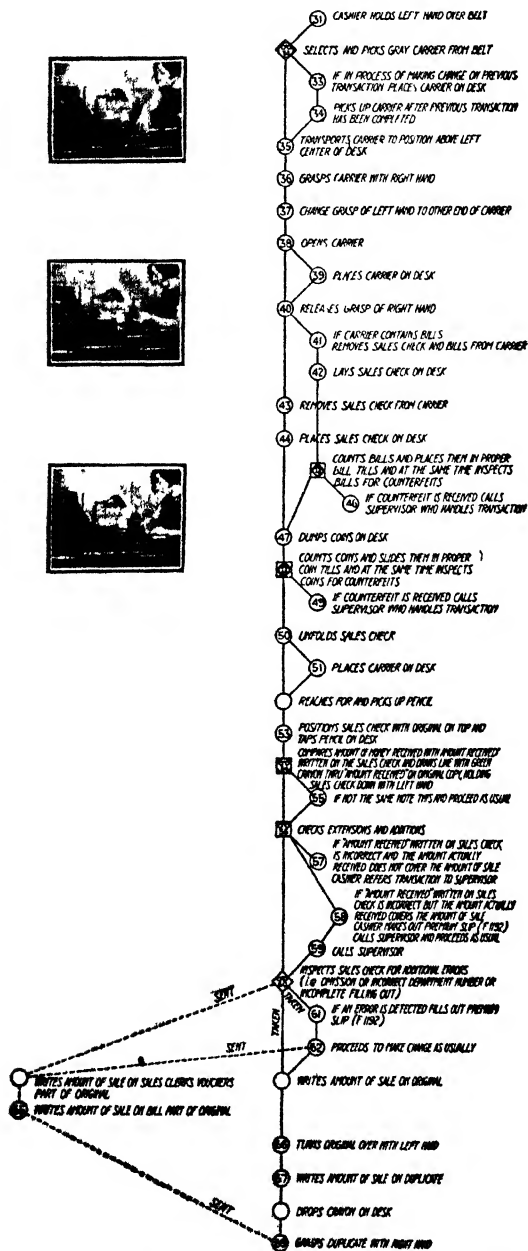 31 CASHIER HOLDS LEFT HAND OVER BELT
SELECTS AND PICKS GRAY CARRIER FROM BELT
33 IF IN PROCESS OF MAKING CHANGE ON PREVIOUS
TRANSACTION PLACES CARRIER ON DESK
34 PICKS UP CARRIER AFTER PREVIOUS TRANSACTION
HAS BEEN COMPLETED
35 TRANSPORTS CARRIER TO POSITION ABOVE LEFT
CENTER OF DESK
36 GRASPS CARRIER WITH RIGHT HAND
37 CHANGE GRASP OF LEFT HAND TO OTHER END OF CARRIER
38 OPENS CARRIER
39 PLACES CARRIER ON DESK
40 RELEASES GRASP OF RIGHT HAND
41 IF CARRIER CONTAINS BILLS
REMOVES SALES CHECK AND BILLS FROM CARRIER
42 LAYS SALES CHECK ON DESK
43 REMOVES SALES CHECK FROM CARRIER
44 PLACES SALES CHECK ON DESK
COUNTS BILLS AND PLACES THEM IN PROPER
BILL TILLS AND AT THE SAME TIME INSPECTS
BILLS FOR COUNTERFEITS
46 IF COUNTERFEIT IS RECEIVED CALLS
SUPERVISOR WHO HANDLES TRANSACTION
47 DUMPS COINS ON DESK
COUNTS COINS AND SLIDES THEM IN PROPER
COIN TILLS AND AT THE SAME TIME INSPECTS
COINS FOR COUNTERFEITS
49 IF COUNTERFEIT IS RECEIVED CALLS
SUPERVISOR WHO HANDLES TRANSACTION
50 UNFOLDS SALES CHECK
51 PLACES CARRIER ON DESK
REACHES FOR AND PICKS UP PENCIL
53 POSITIONS SALES CHECK WITH ORIGINAL ON TOP AND
TAPS PENCIL ON DESK
COMPARES AMOUNT OF MONEY RECEIVED WITH "AMOUNT RECEIVED"
WRITTEN ON THE SALES CHECK AND DRAWS LINE WITH GREEN
CRAYON THRU "AMOUNT RECEIVED" ON ORIGINAL COPY, HOLDING
SALES CHECK DOWN WITH LEFT HAND
55 IF NOT THE SAME NOTE THIS AND PROCEED AS USUAL
CHECKS EXTENSIONS AND ADDITIONS
57 IF "AMOUNT RECEIVED" WRITTEN ON SALES CHECK
IS INCORRECT AND THE AMOUNT ACTUALLY
RECEIVED DOES NOT COVER THE AMOUNT OF SALE
CASHIER REFERS TRANSACTION TO SUPERVISOR
58 IF "AMOUNT RECEIVED" WRITTEN ON SALES
CHECK IS INCORRECT BUT THE AMOUNT ACTUALLY
RECEIVED COVERS THE AMOUNT OF SALE
CASHIER MAKES OUT PREMIUM SLIP (F 1192)
CALLS SUPERVISOR AND PROCEEDS AS USUAL
59 CALLS SUPERVISOR
INSPECTS SALES CHECK FOR ADDITIONAL ERRORS
(I.e OMISSION OR INCORRECT DEPARTMENT NUMBER OR
INCOMPLETE FILLING OUT)
SENT
TAKEN
TAKEN
61 IF AN ERROR IS DETECTED FILLS OUT PREMIUM
SLIP (F 1192)
SENT
62 PROCEEDS TO MAKE CHANGE AS USUALLY
WRITES AMOUNT OF SALE ON SALES CLERKS VOUCHERS
PART OF ORIGINAL
WRITES AMOUNT OF SALE ON ORIGINAL
WRITES AMOUNT OF SALE ON BILL PART OF ORIGINAL
66 TURNS ORIGINAL OVER WITH LEFT HAND
67 WRITES AMOUNT OF SALE ON DUPLICATE
SENT
DROPS CRAYON ON DESK
GRASPS DUPLICATE WITH RIGHT HAND